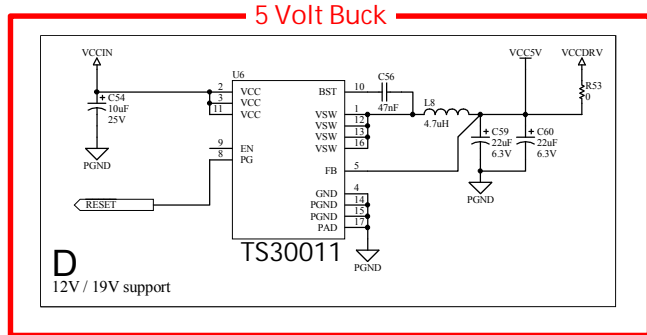 5 Volt Buck
VCCIN
VCC5V
VCCDRV
U6
C56
47nF
R53
0
C54
10uF
25V
2 VCC
3 VCC
11 VCC
BST 10
VSW 1
VSW 12
VSW 13
VSW 16
L8
4.7uH
C59
22uF
6.3V
C60
22uF
6.3V
9 EN
8 PG
FB 5
PGND
GND 4
PGND 14
PGND 15
PAD 17
PGND
RESET
TS30011
PGND
D
12V / 19V support